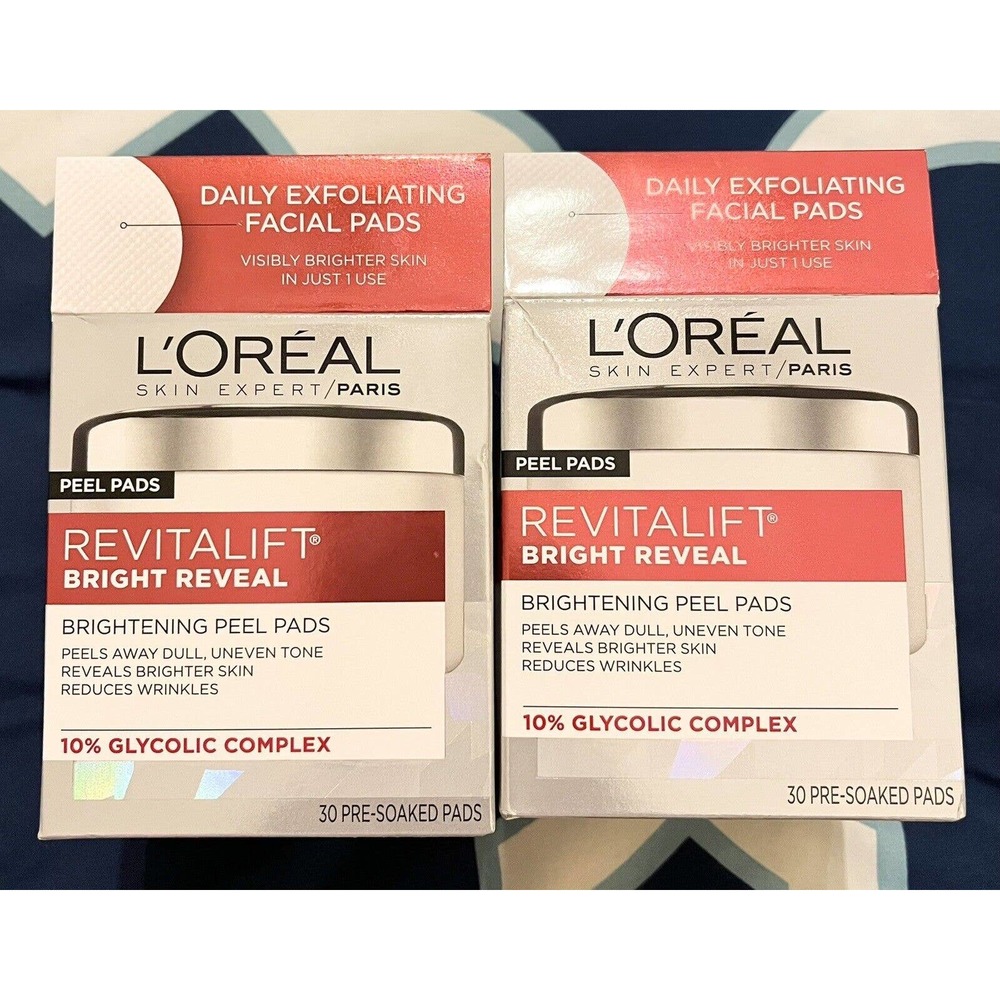 DAILY EXFOLIATING
FACIAL PADS
VISIBLY BRIGHTER SKIN
IN JUST 1 USE
L'ORÉAL
SKIN EXPERT/PARIS
PEEL PADS
REVITALIFT®
BRIGHT REVEAL
BRIGHTENING PEEL PADS
PEELS AWAY DULL, UNEVEN TONE
REVEALS BRIGHTER SKIN
REDUCES WRINKLES
10% GLYCOLIC COMPLEX
30 PRE-SOAKED PADS
DAILY EXFOLIATING
FACIAL PADS
VISIBLY BRIGHTER SKIN
IN JUST 1 USE
L'ORÉAL
SKIN EXPERT/PARIS
PEEL PADS
REVITALIFT®
BRIGHT REVEAL
BRIGHTENING PEEL PADS
PEELS AWAY DULL, UNEVEN TONE
REVEALS BRIGHTER SKIN
REDUCES WRINKLES
10% GLYCOLIC COMPLEX
30 PRE-SOAKED PADS